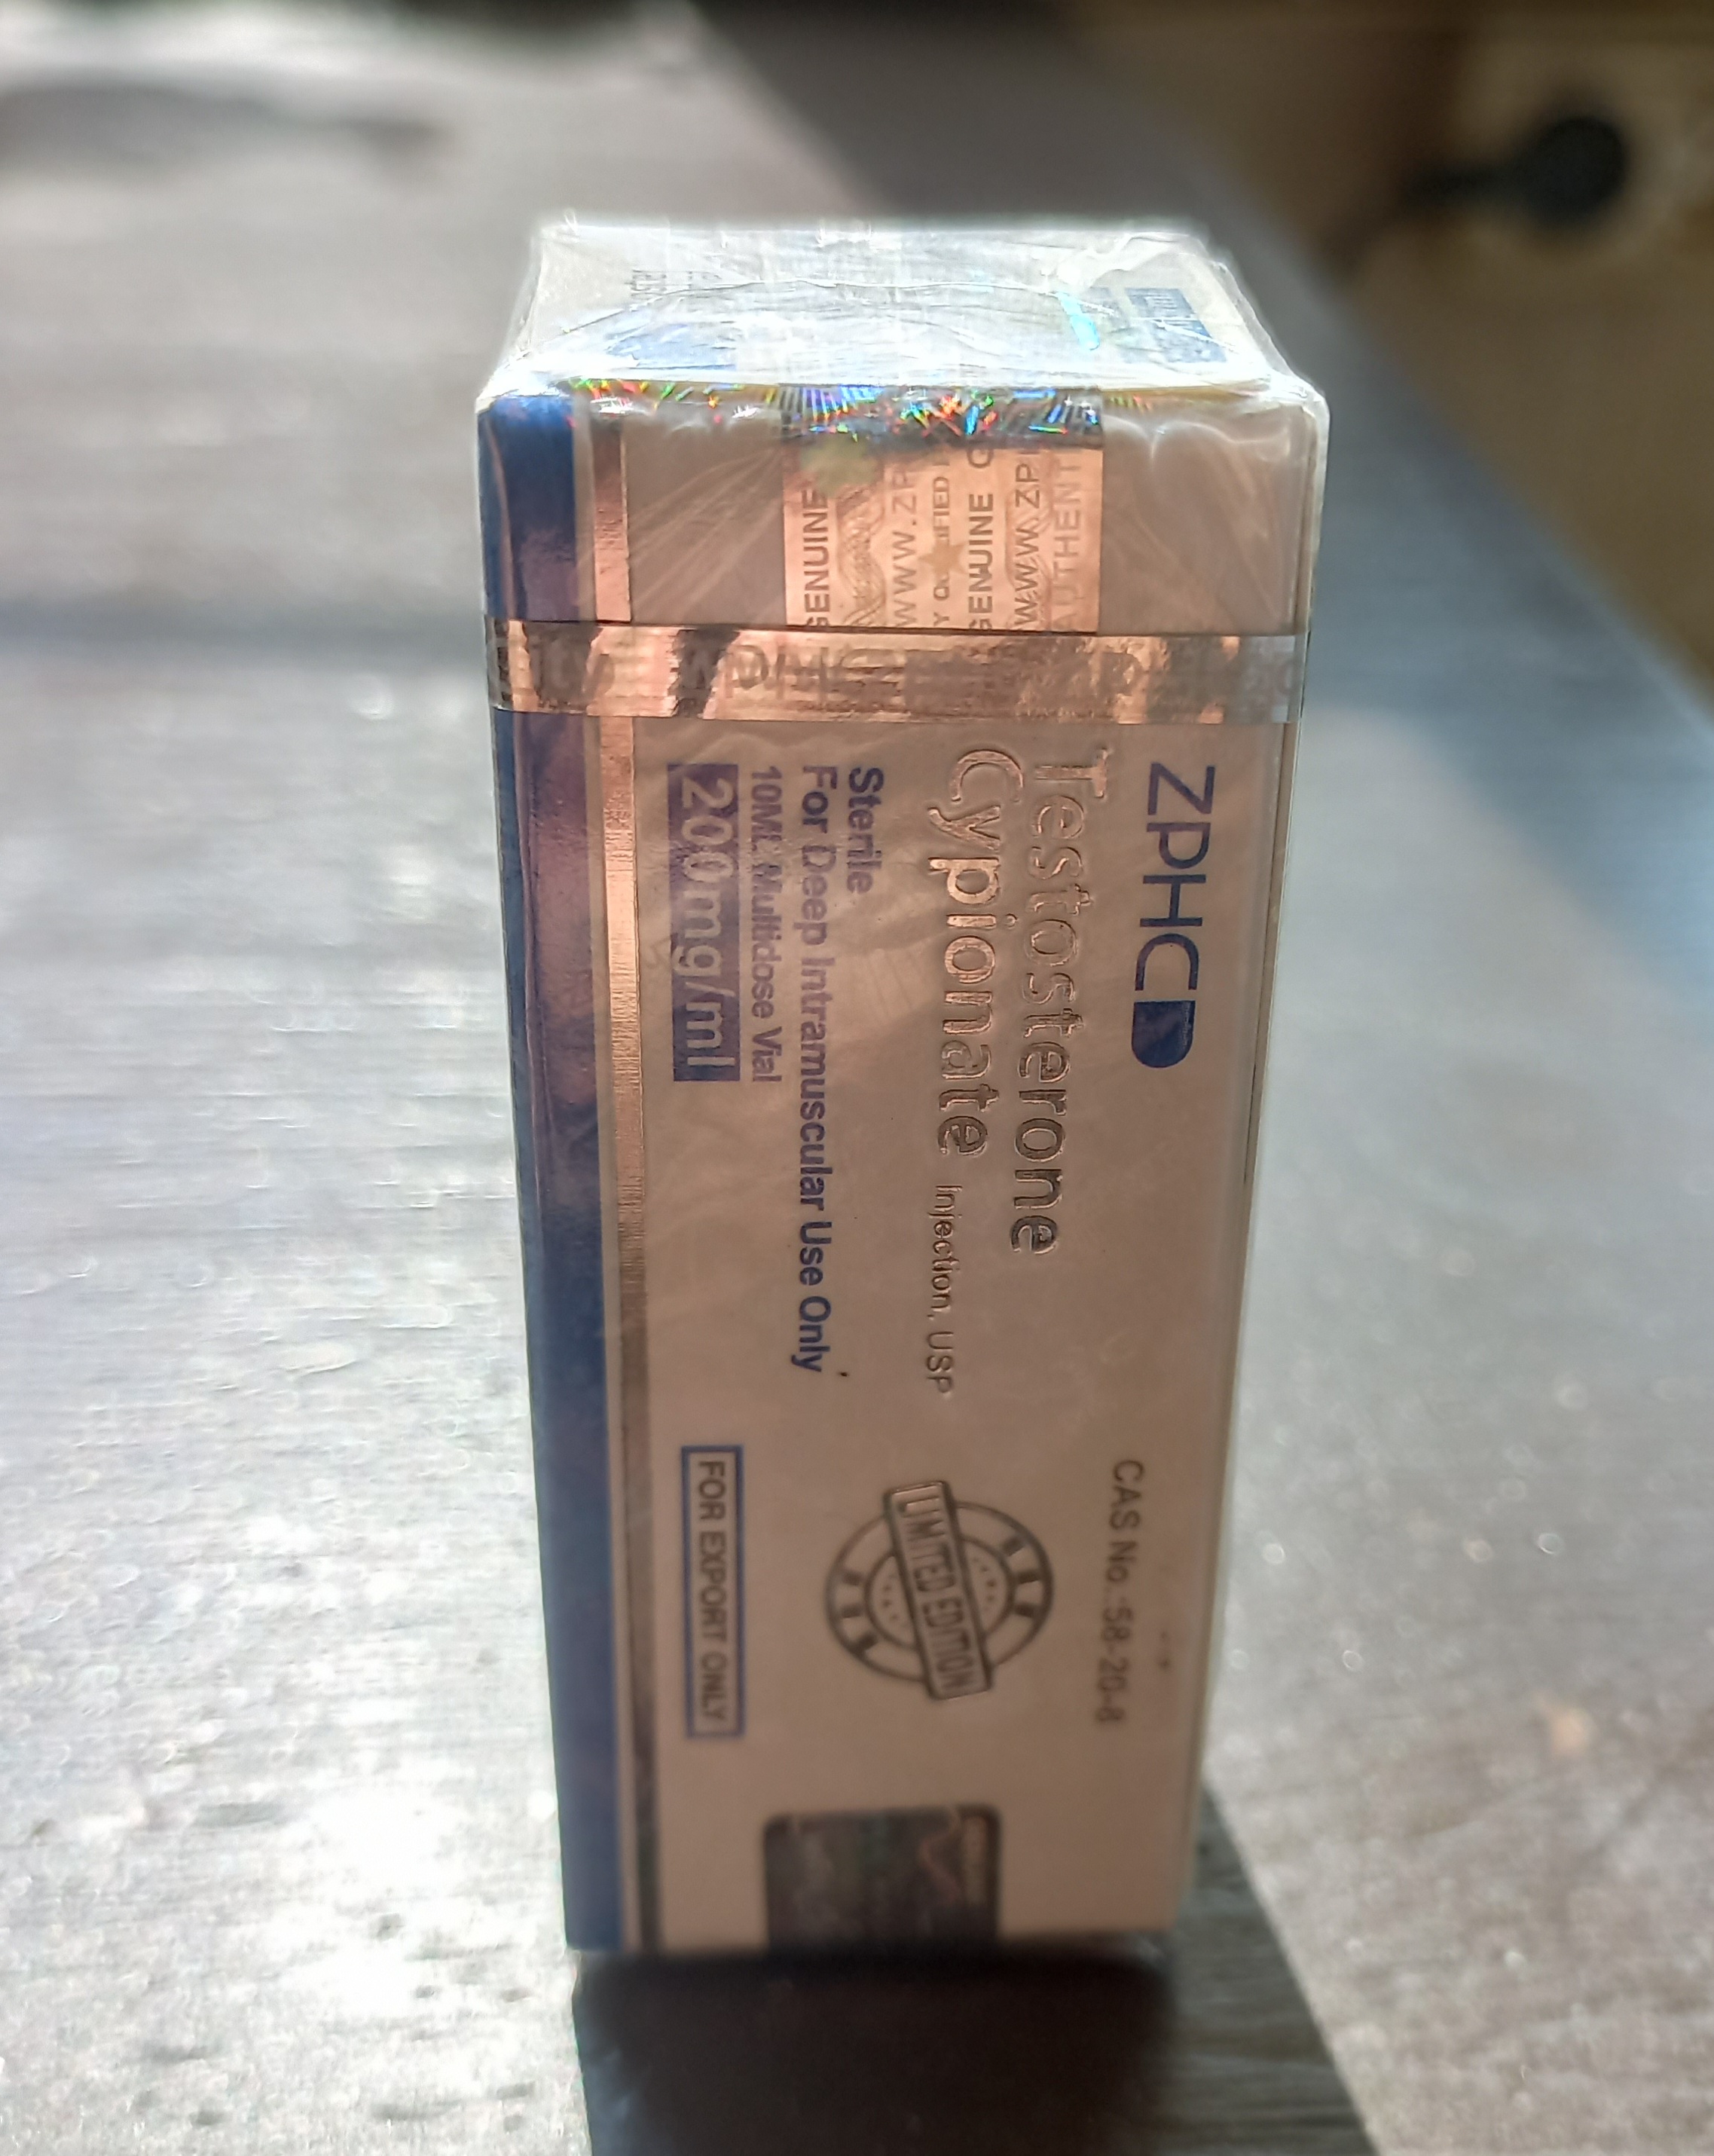 ZPHC
Testosterone
Cypionate Injection, USP
Sterile
For Deep Intramuscular Use Only
10ML Multidose Vial
200mg/ml
CAS No.:58-20-8
LIMITED EDITION
FOR EXPORT ONLY
GENUINE
WWW.ZP
GENUINE
WWW.ZP
AUTHENT